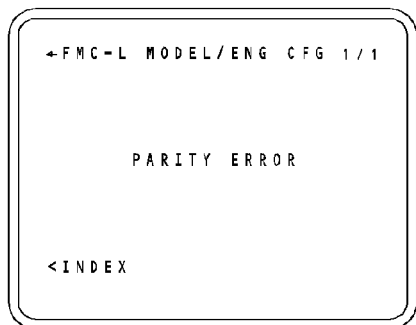 ←FMC-L MODEL/ENG CFG 1/1
PARITY ERROR
<INDEX